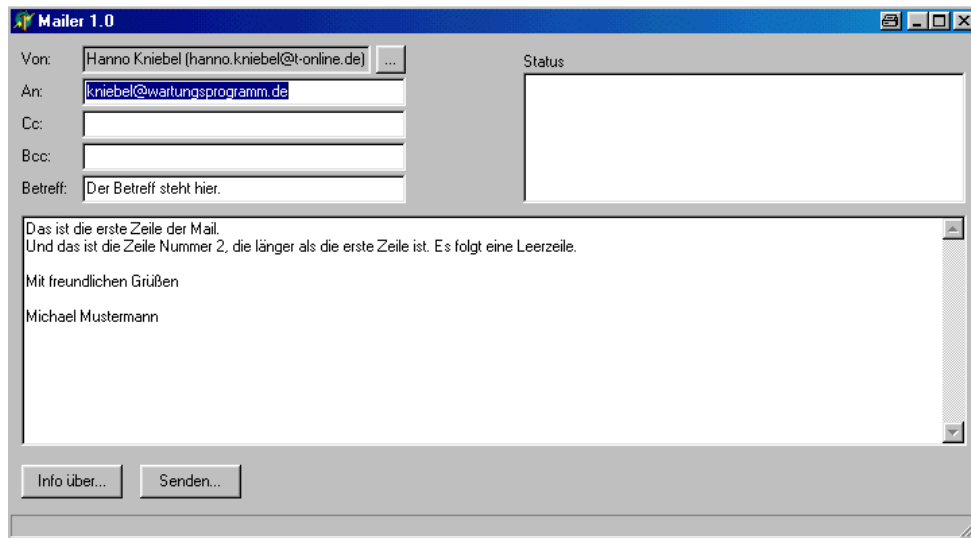 Mailer 1.0
Von: Hanno Kniebel (hanno.kniebel@t-online.de) ...
An: kniebel@wartungsprogramm.de
Cc:
Bcc:
Betreff: Der Betreff steht hier.
Status
Das ist die erste Zeile der Mail.
Und das ist die Zeile Nummer 2, die länger als die erste Zeile ist. Es folgt eine Leerzeile.
Mit freundlichen Grüßen
Michael Mustermann
Info über... Senden...